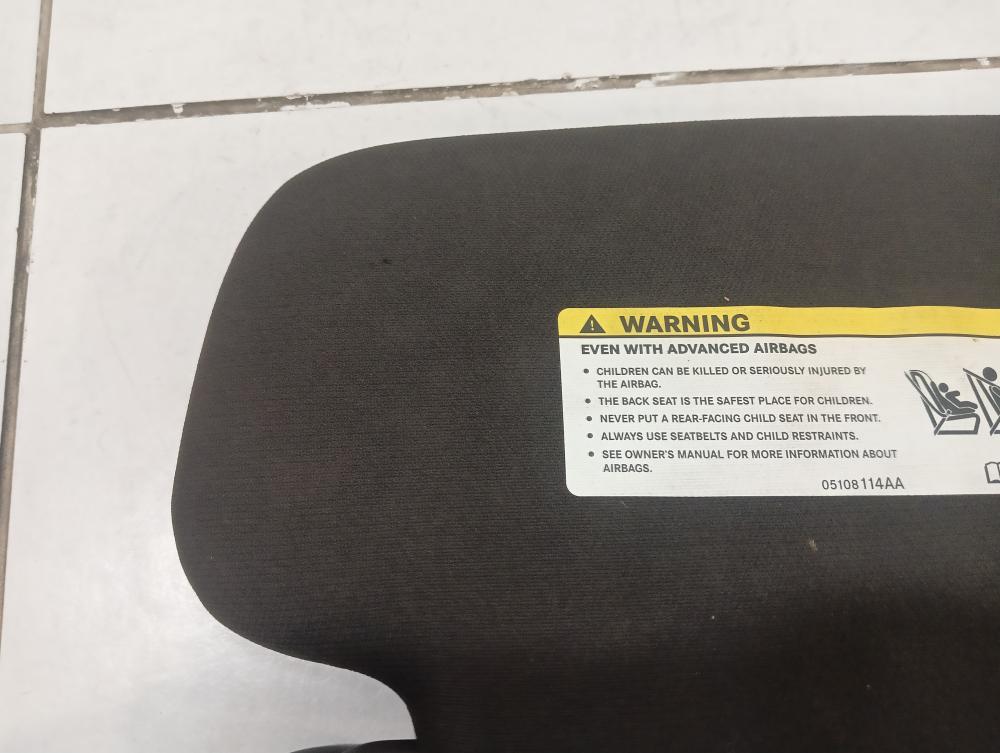 WARNING
EVEN WITH ADVANCED AIRBAGS
• CHILDREN CAN BE KILLED OR SERIOUSLY INJURED BY
THE AIRBAG.
• THE BACK SEAT IS THE SAFEST PLACE FOR CHILDREN.
• NEVER PUT A REAR-FACING CHILD SEAT IN THE FRONT.
• ALWAYS USE SEATBELTS AND CHILD RESTRAINTS.
• SEE OWNER'S MANUAL FOR MORE INFORMATION ABOUT
AIRBAGS.
05108114AA